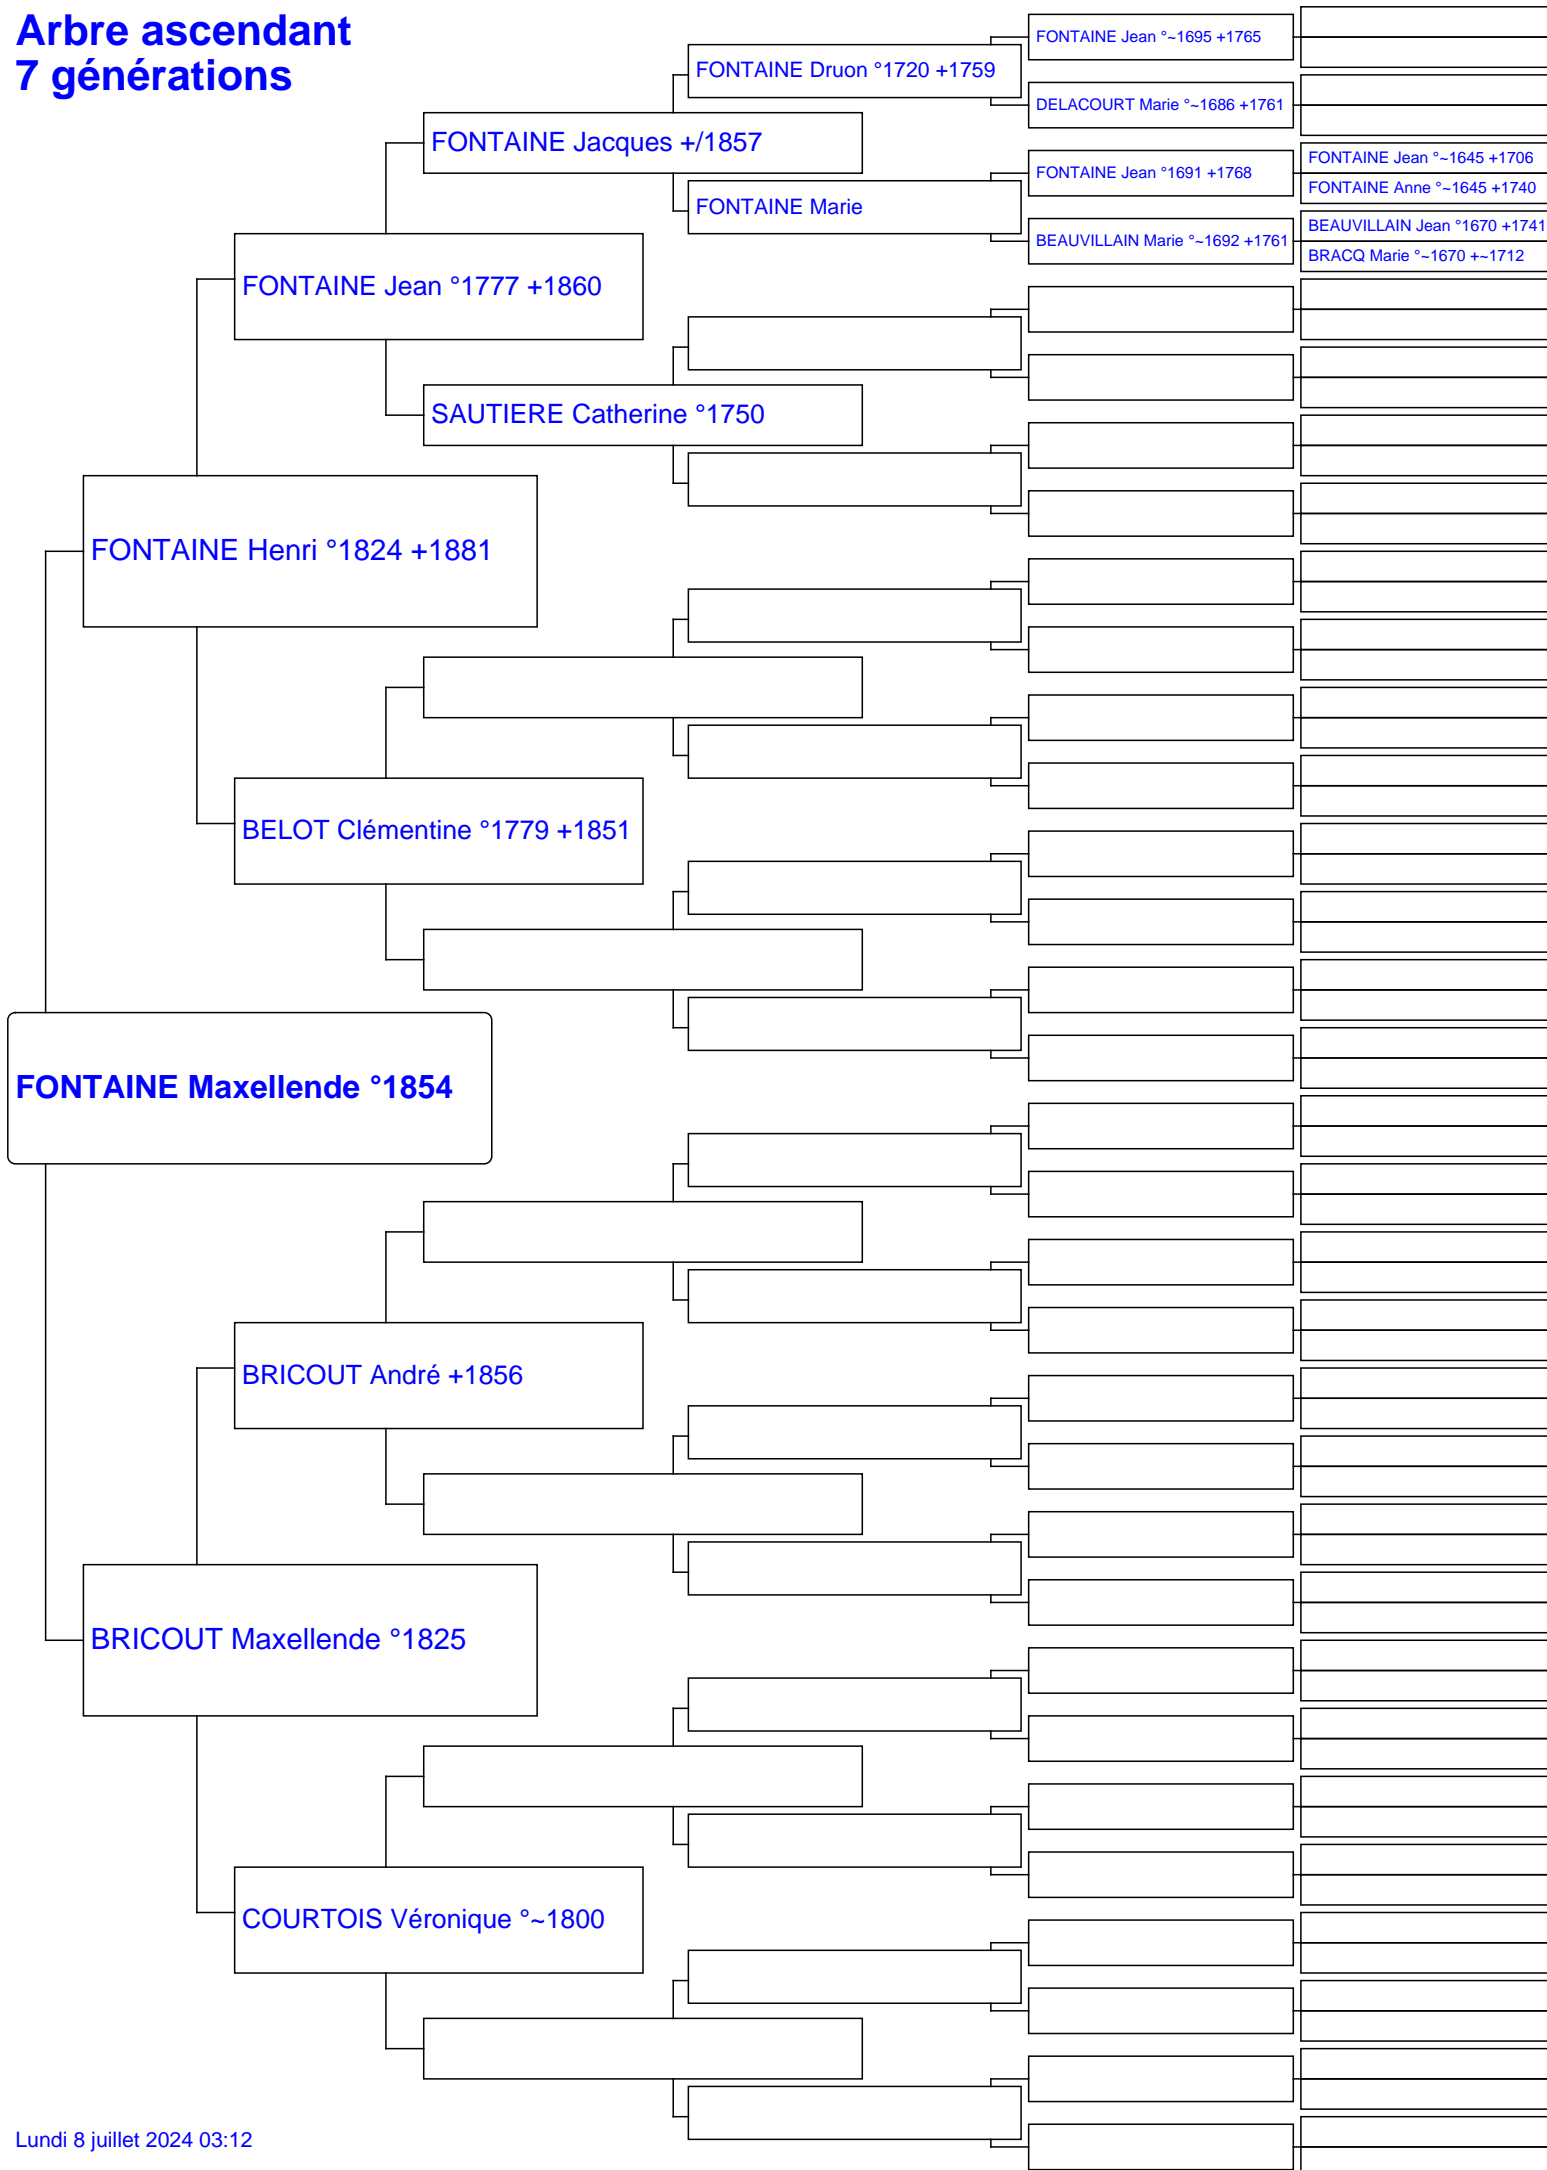 Arbre ascendant
7 générations
FONTAINE Jean °~1695 +1765
FONTAINE Druon °1720 +1759
DELACOURT Marie °~1686 +1761
FONTAINE Jacques +/1857
FONTAINE Jean °~1645 +1706
FONTAINE Jean °1691 +1768
FONTAINE Anne °~1645 +1740
FONTAINE Marie
BEAUVILLAIN Jean °1670 +1741
BEAUVILLAIN Marie °~1692 +1761
BRACQ Marie °~1670 +~1712
FONTAINE Jean °1777 +1860
SAUTIERE Catherine °1750
FONTAINE Henri °1824 +1881
BELOT Clémentine °1779 +1851
FONTAINE Maxellende °1854
BRICOUT André +1856
BRICOUT Maxellende °1825
COURTOIS Véronique °~1800
Lundi 8 juillet 2024 03:12